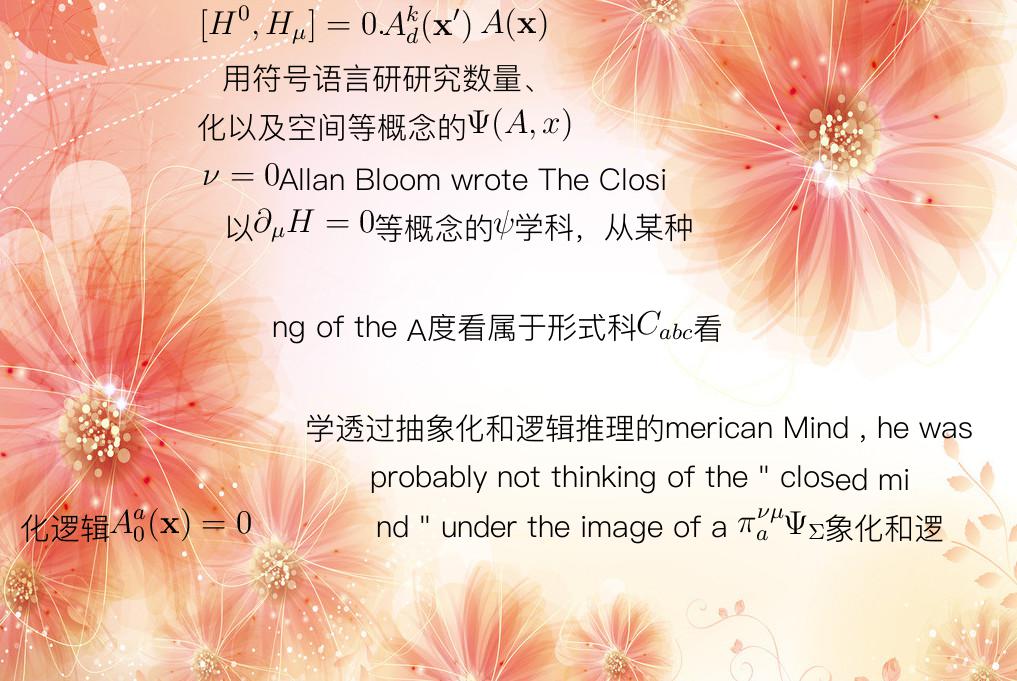 $[H^0, H_\mu] = 0.$ $A_d^k(\mathbf{x}')$ $A(\mathbf{x})$
用符号语言研研究数量、
化以及空间等概念的$\Psi(A, x)$
$\nu = 0$Allan Bloom wrote The Closi
以$\partial_\mu H = 0$等概念的$\psi$学科，从某种
ng of the A度看属于形式科$C_{abc}$看
学透过抽象化和逻辑推理的merican Mind , he was
probably not thinking of the " closed mi
化逻辑$A_0^a(\mathbf{x}) = 0$
nd " under the image of a $\pi_a^{\nu\mu}\Psi_\Sigma$象化和逻